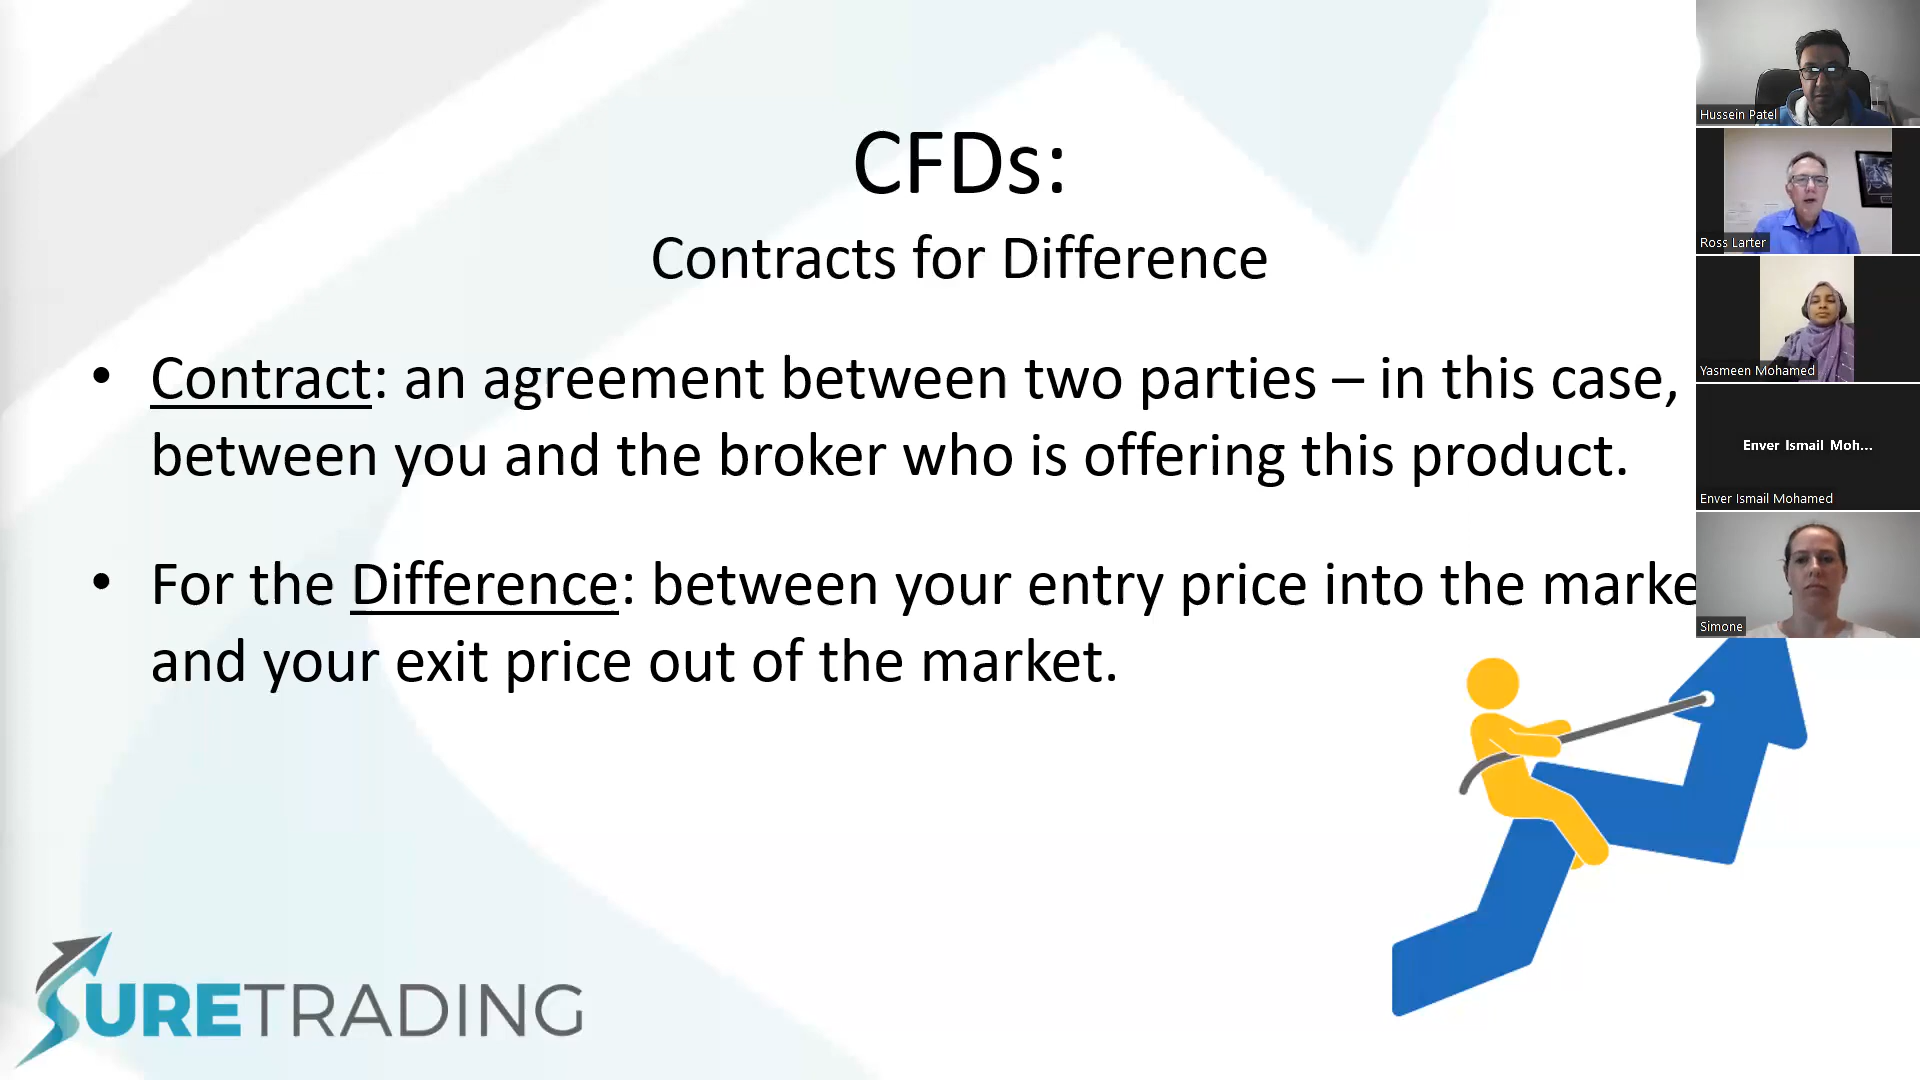 CFDs:
Contracts for Difference
• Contract: an agreement between two parties – in this case,
between you and the broker who is offering this product.
• For the Difference: between your entry price into the marke
and your exit price out of the market.
SURETRADING
Hussein Patel
Ross Larter
Yasmeen Mohamed
Enver Ismail Moh...
Enver Ismail Mohamed
Simone